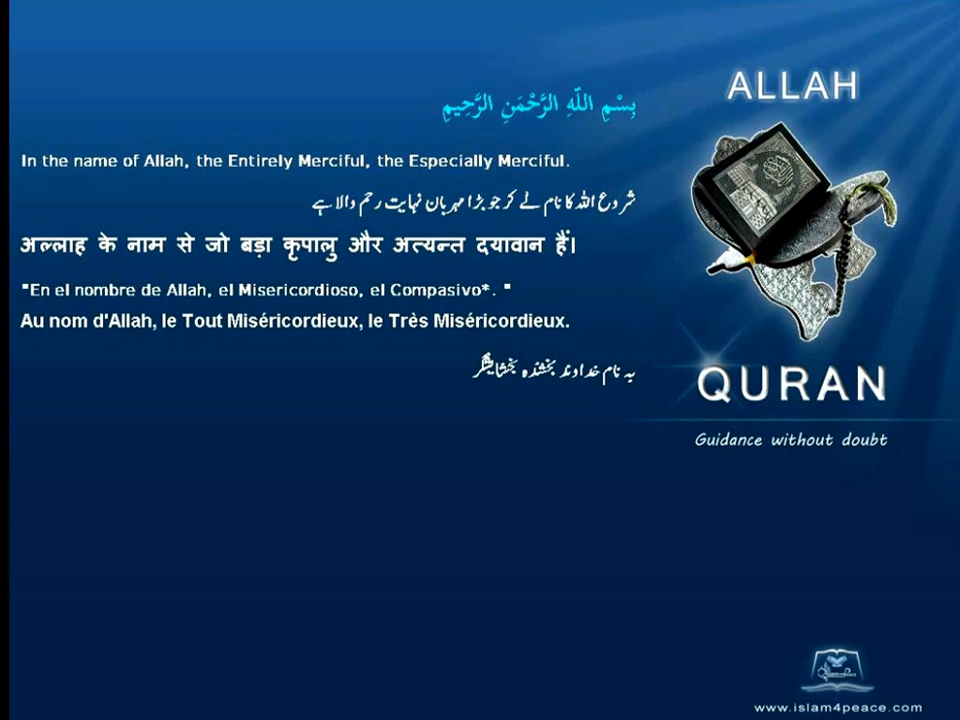 بِسْمِ اللّهِ الرَّحْمَنِ الرَّحِيمِ
In the name of Allah, the Entirely Merciful, the Especially Merciful.
شروع الله کا نام لے کر جو بڑا مہربان نہایت رحم والا ہے
अल्लाह के नाम से जो बड़ा कृपालु और अत्यन्त दयावान हैं।
"En el nombre de Allah, el Misericordioso, el Compasivo*. "
Au nom d'Allah, le Tout Miséricordieux, le Très Miséricordieux.
به نام خداوند بخشنده بخشایشگر
ALLAH
QURAN
Guidance without doubt
www.islam4peace.com